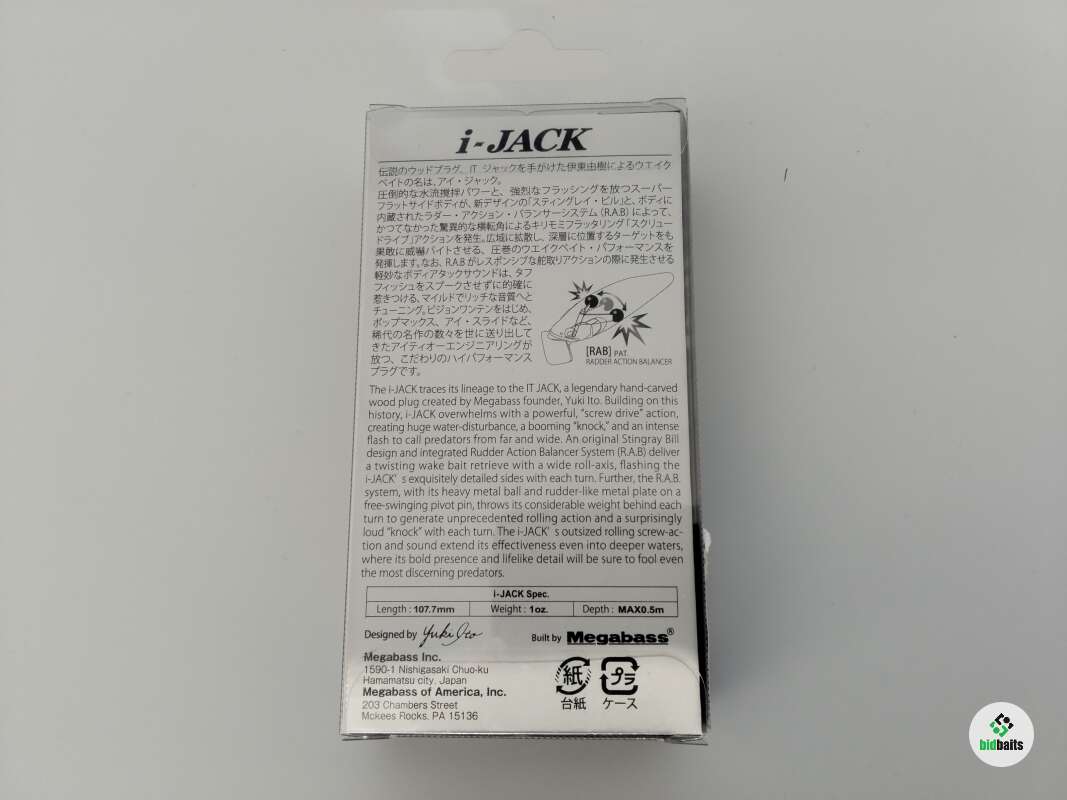 i-JACK
伝説のウッドプラグ、IT ジャックを手がけた伊東由樹によるウエイク
ベイトの名は、アイ・ジャック。
圧倒的な水流攪拌パワーと、強烈なフラッシングを放つスーパー
フラットサイドボディが、新デザインの「スティングレイ・ビル」と、ボディに
内蔵されたラダー・アクション・バランサーシステム（R.A.B）によって、
かつてなかった驚異的な横転角によるキリモミフラッタリング「スクリュー
ドライブ」アクションを発生。広域に拡散し、深層に位置するターゲットをも
果敢に威嚇バイトさせる、圧巻のウエイクベイト・パフォーマンスを
発揮します。なお、R.A.Bがレスポンシブな舵取りアクションの際に発生させる
軽妙なボディアタックサウンドは、タフ
フィッシュをスプークさせずに的確に
惹きつける、マイルドでリッチな音質へと
チューニング。ビジョンワンテンをはじめ、
ポップマックス、アイ・スライドなど、
稀代の名作の数々を世に送り出して
きたアイティオーエンジニアリングが
放つ、こだわりのハイパフォーマンス
プラグです。
[RAB] PAT.
RADDER ACTION BALANCER
The i-JACK traces its lineage to the IT JACK, a legendary hand-carved
wood plug created by Megabass founder, Yuki Ito. Building on this
history, i-JACK overwhelms with a powerful, "screw drive" action,
creating huge water-disturbance, a booming "knock," and an intense
flash to call predators from far and wide. An original Stingray Bill
design and integrated Rudder Action Balancer System (R.A.B) deliver
a twisting wake bait retrieve with a wide roll-axis, flashing the
i-JACK' s exquisitely detailed sides with each turn. Further, the R.A.B.
system, with its heavy metal ball and rudder-like metal plate on a
free-swinging pivot pin, throws its considerable weight behind each
turn to generate unprecedented rolling action and a surprisingly
loud "knock" with each turn. The i-JACK' s outsized rolling screw-ac-
tion and sound extend its effectiveness even into deeper waters,
where its bold presence and lifelike detail will be sure to fool even
the most discerning predators.
i-JACK Spec.
Length : 107.7mm Weight : 1oz. Depth : MAX0.5m
Designed by Yuki Ito Built by Megabass®
Megabass Inc.
1590-1 Nishigasaki Chuo-ku
Hamamatsu city. Japan
Megabass of America, Inc.
203 Chambers Street
Mckees Rocks. PA 15136
紙 プラ
台紙 ケース
bidbaits